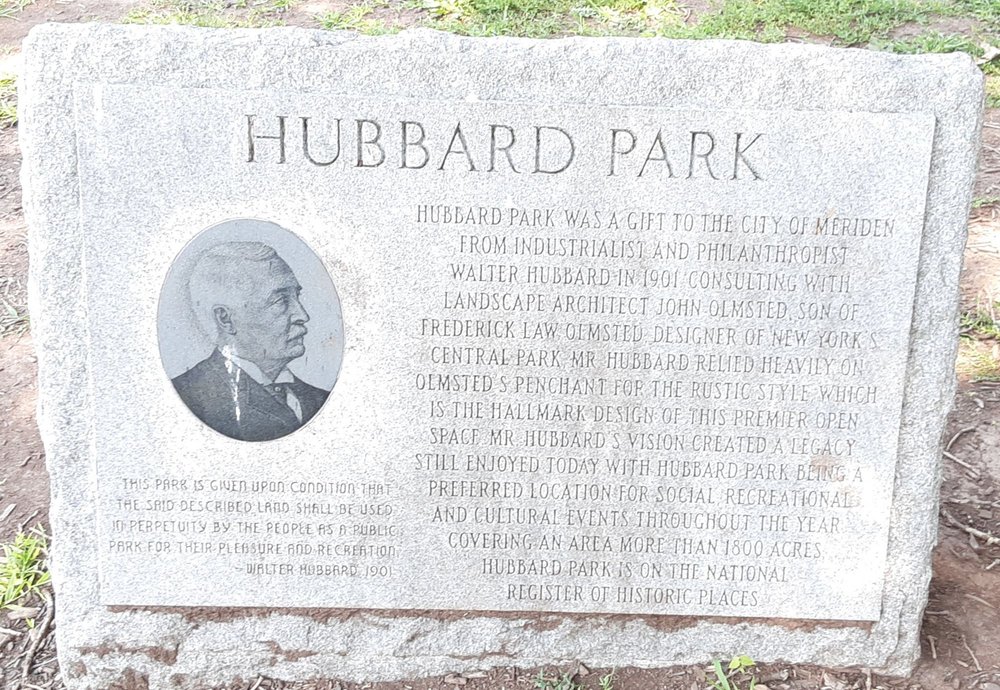 HUBBARD PARK
HUBBARD PARK WAS A GIFT TO THE CITY OF MERIDEN
FROM INDUSTRIALIST AND PHILANTHROPIST
WALTER HUBBARD IN 1901. CONSULTING WITH
LANDSCAPE ARCHITECT JOHN OLMSTED, SON OF
FREDERICK LAW OLMSTED, DESIGNER OF NEW YORK'S
CENTRAL PARK, MR. HUBBARD RELIED HEAVILY ON
OLMSTED'S PENCHANT FOR THE RUSTIC STYLE WHICH
IS THE HALLMARK DESIGN OF THIS PREMIER OPEN
SPACE. MR. HUBBARD'S VISION CREATED A LEGACY
STILL ENJOYED TODAY WITH HUBBARD PARK BEING A
PREFERRED LOCATION FOR SOCIAL, RECREATIONAL
AND CULTURAL EVENTS THROUGHOUT THE YEAR.
COVERING AN AREA MORE THAN 1800 ACRES,
HUBBARD PARK IS ON THE NATIONAL
REGISTER OF HISTORIC PLACES.
THIS PARK IS GIVEN UPON CONDITION THAT
THE SAID DESCRIBED LAND SHALL BE USED
IN PERPETUITY BY THE PEOPLE AS A PUBLIC
PARK FOR THEIR PLEASURE AND RECREATION.
~WALTER HUBBARD, 1901